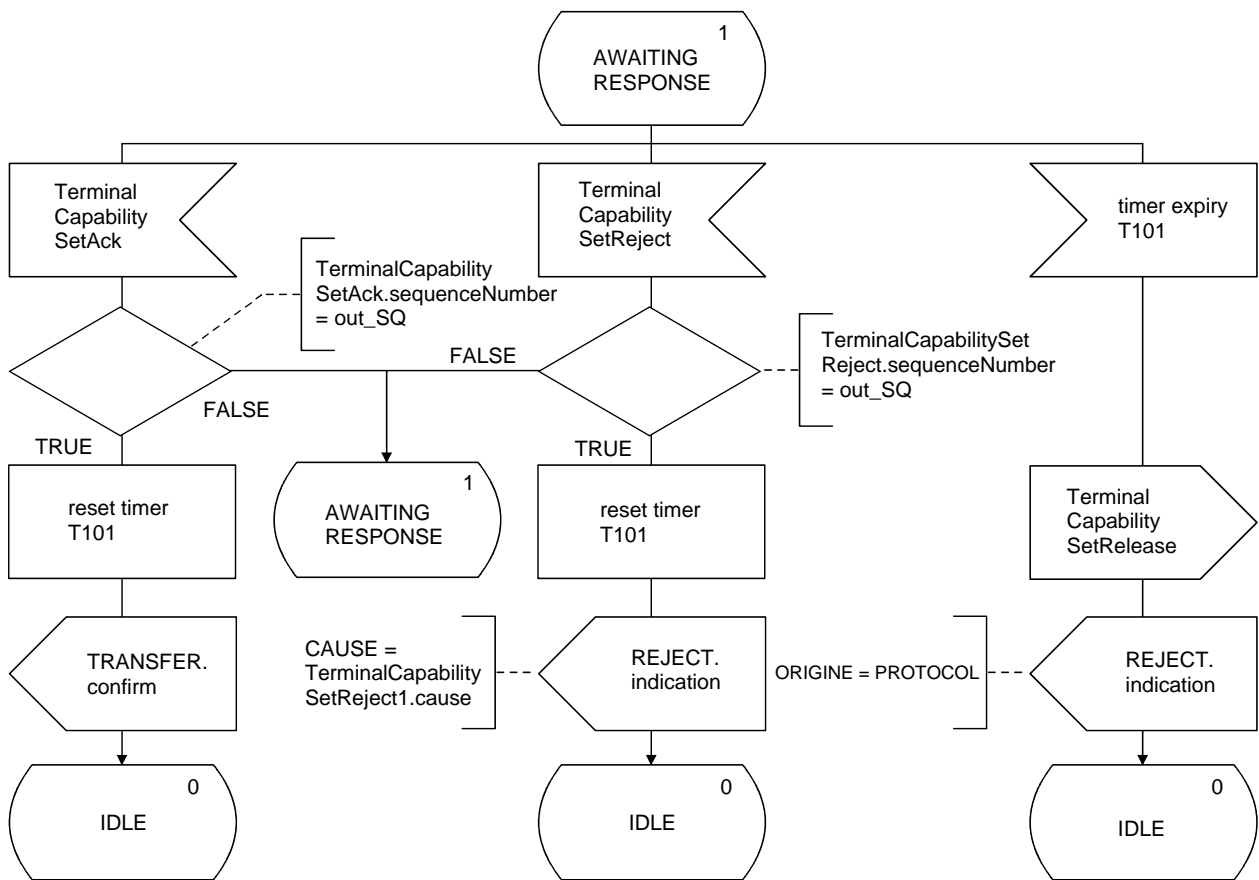 1
AWAITING
RESPONSE
Terminal
Capability
SetAck
Terminal
Capability
SetReject
timer expiry
T101
TerminalCapability
SetAck.sequenceNumber
= out_SQ
TerminalCapabilitySet
Reject.sequenceNumber
= out_SQ
FALSE
FALSE
TRUE
TRUE
reset timer
T101
1
AWAITING
RESPONSE
reset timer
T101
Terminal
Capability
SetRelease
TRANSFER.
confirm
CAUSE =
TerminalCapability
SetReject1.cause
REJECT.
indication
ORIGINE = PROTOCOL
REJECT.
indication
0
IDLE
0
IDLE
0
IDLE